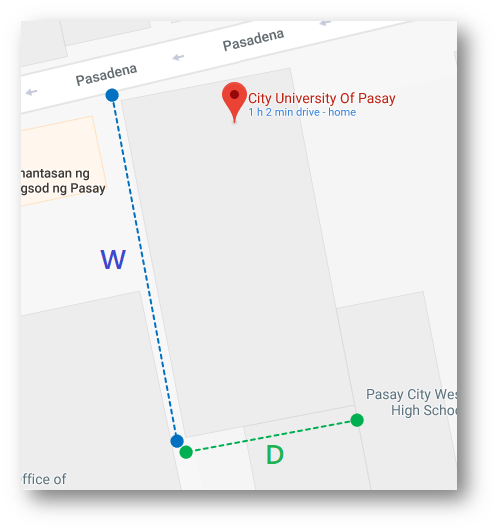 Pasadena
Pasadena
City University Of Pasay
1 h 2 min drive - home
nantasan ng
gsod ng Pasay
W
Pasay City Wes
High Schoo
D
ffice of